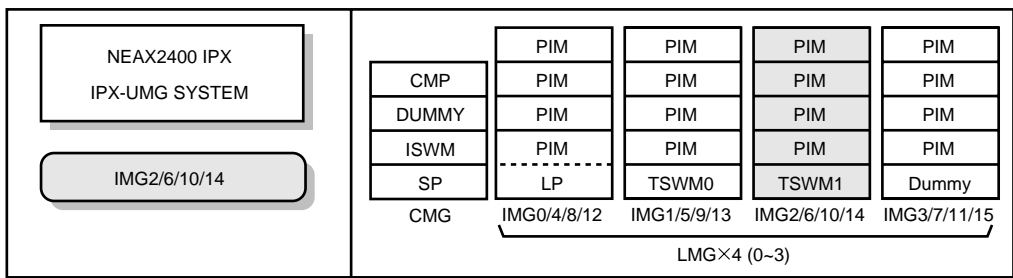 NEAX2400 IPX
IPX-UMG SYSTEM
IMG2/6/10/14
PIM PIM PIM PIM
CMP PIM PIM PIM PIM
DUMMY PIM PIM PIM PIM
ISWM PIM PIM PIM PIM
SP LP TSWM0 TSWM1 Dummy
CMG IMG0/4/8/12 IMG1/5/9/13 IMG2/6/10/14 IMG3/7/11/15
LMG×4 (0~3)